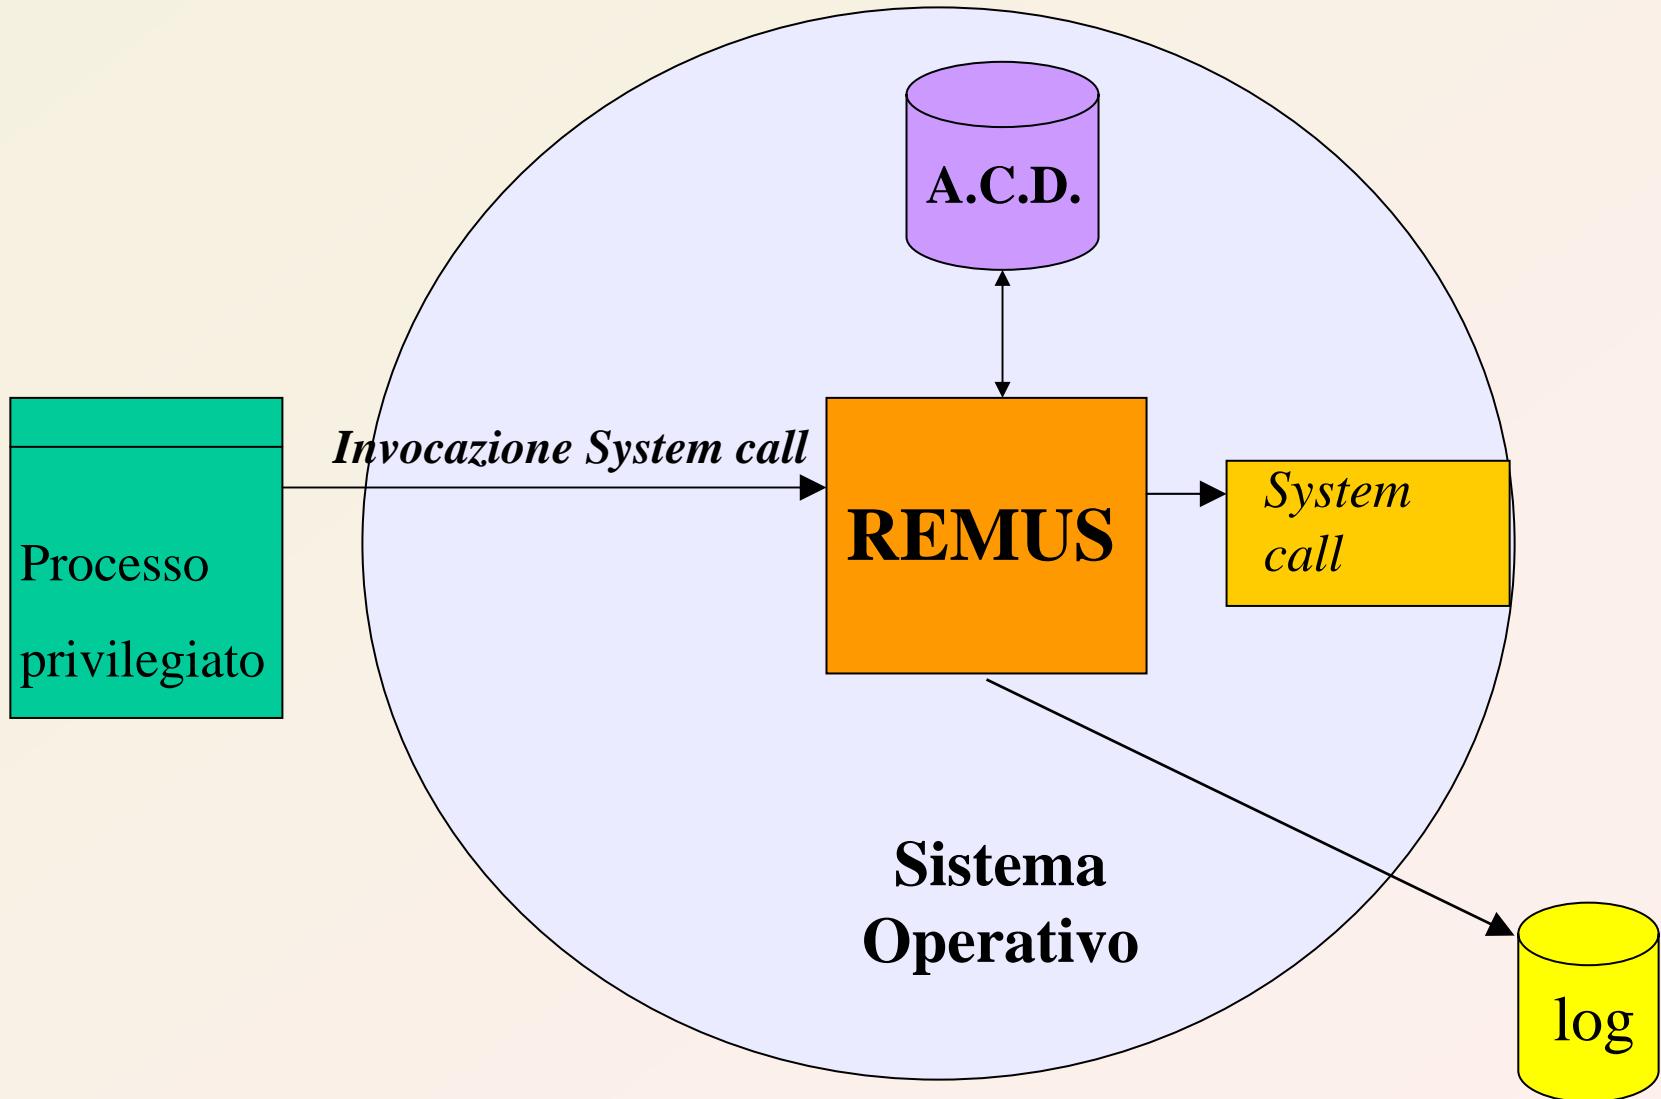 A.C.D.
Invocazione System call
Processo
privilegiato
REMUS
System
call
Sistema
Operativo
log